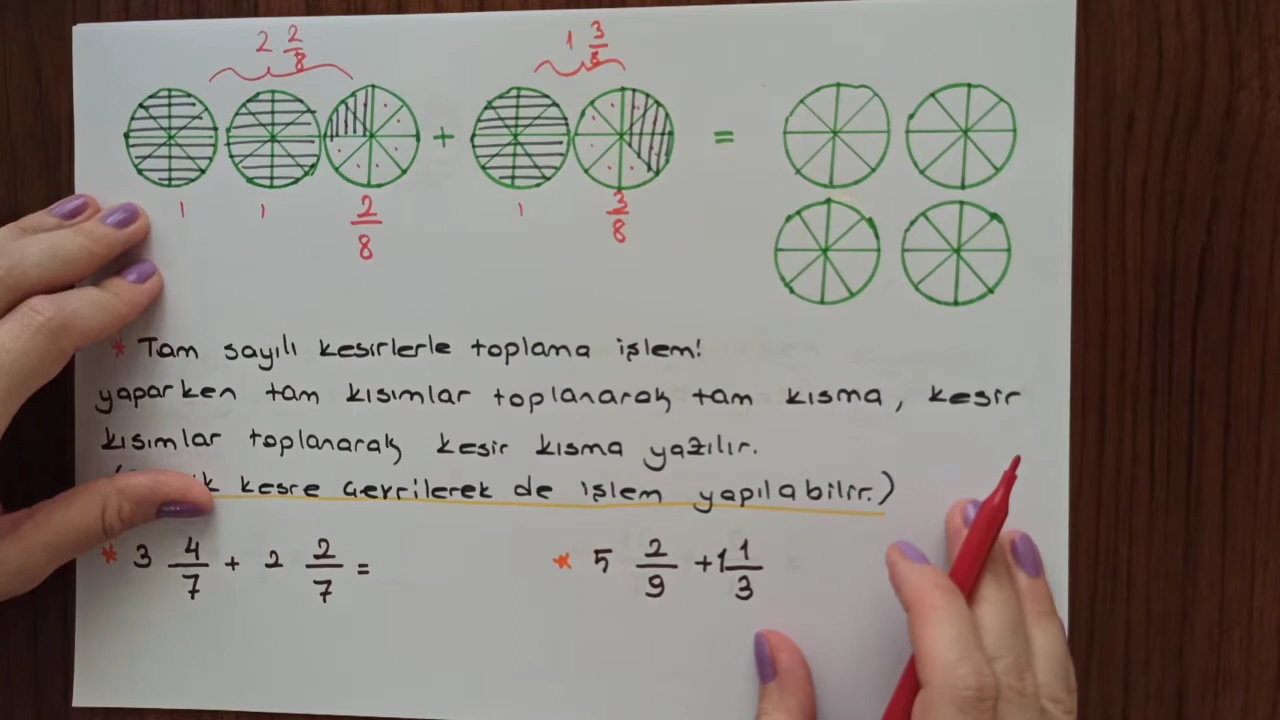 2 2/8 1 3/8
+ =
1 1 2/8 1 3/8
* Tam sayılı kesirlerle toplama işlemi
yaparken tam kısımlar toplanarak tam kısma, kesir
kısımlar toplanarak kesir kısma yazılır.
kesre çevrilerek de işlem yapılabilir.)
* 3 4/7 + 2 2/7 = * 5 2/9 + 1 1/3